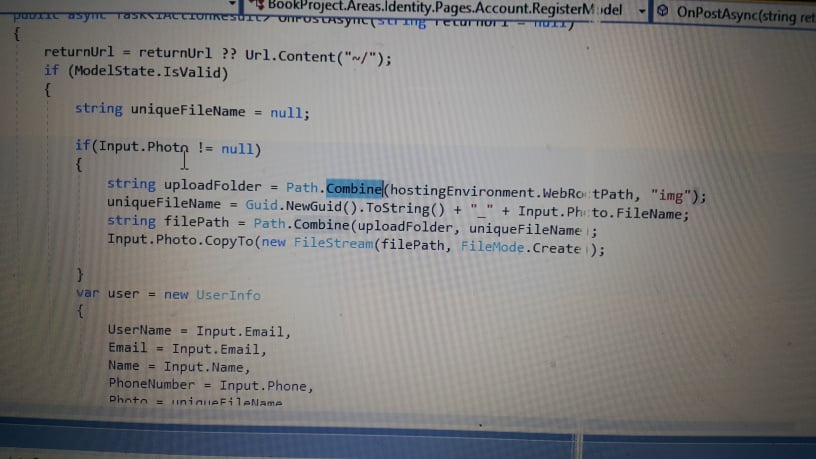 BookProject.Areas.Identity.Pages.Account.RegisterModel
OnPostAsync(string ret
public async Task<IActionResult> OnPostAsync(string returnUrl = null)
{
returnUrl = returnUrl ?? Url.Content("~/");
if (ModelState.IsValid)
{
string uniqueFileName = null;
if(Input.Photo != null)
{
string uploadFolder = Path.Combine(hostingEnvironment.WebRootPath, "img");
uniqueFileName = Guid.NewGuid().ToString() + "_" + Input.Photo.FileName;
string filePath = Path.Combine(uploadFolder, uniqueFileName);
Input.Photo.CopyTo(new FileStream(filePath, FileMode.Create));
}
var user = new UserInfo
{
UserName = Input.Email,
Email = Input.Email,
Name = Input.Name,
PhoneNumber = Input.Phone,
Photo = uniqueFileName